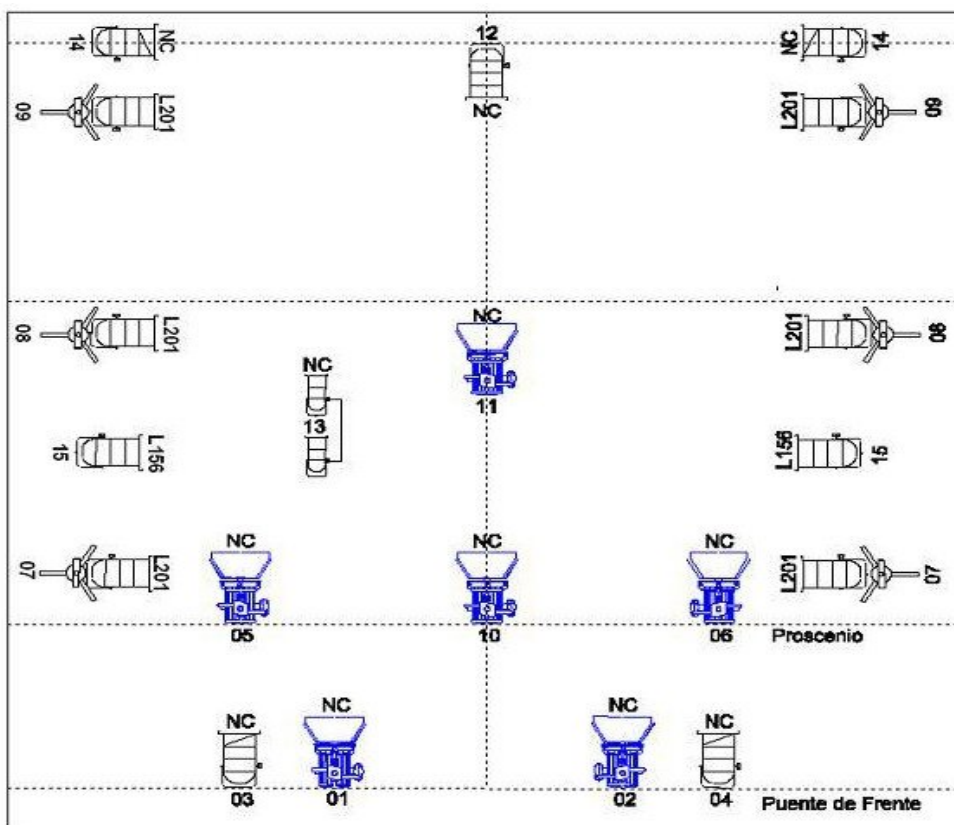 12
14 NC NC 14
NC
09 L201 L201 09
NC
08 L201 L201 08
NC
11
13
15 L156 L156 15
NC NC NC
07 L201 L201 07
05 10 06 Proscenio
NC NC NC NC
03 01 02 04 Puente de Frente